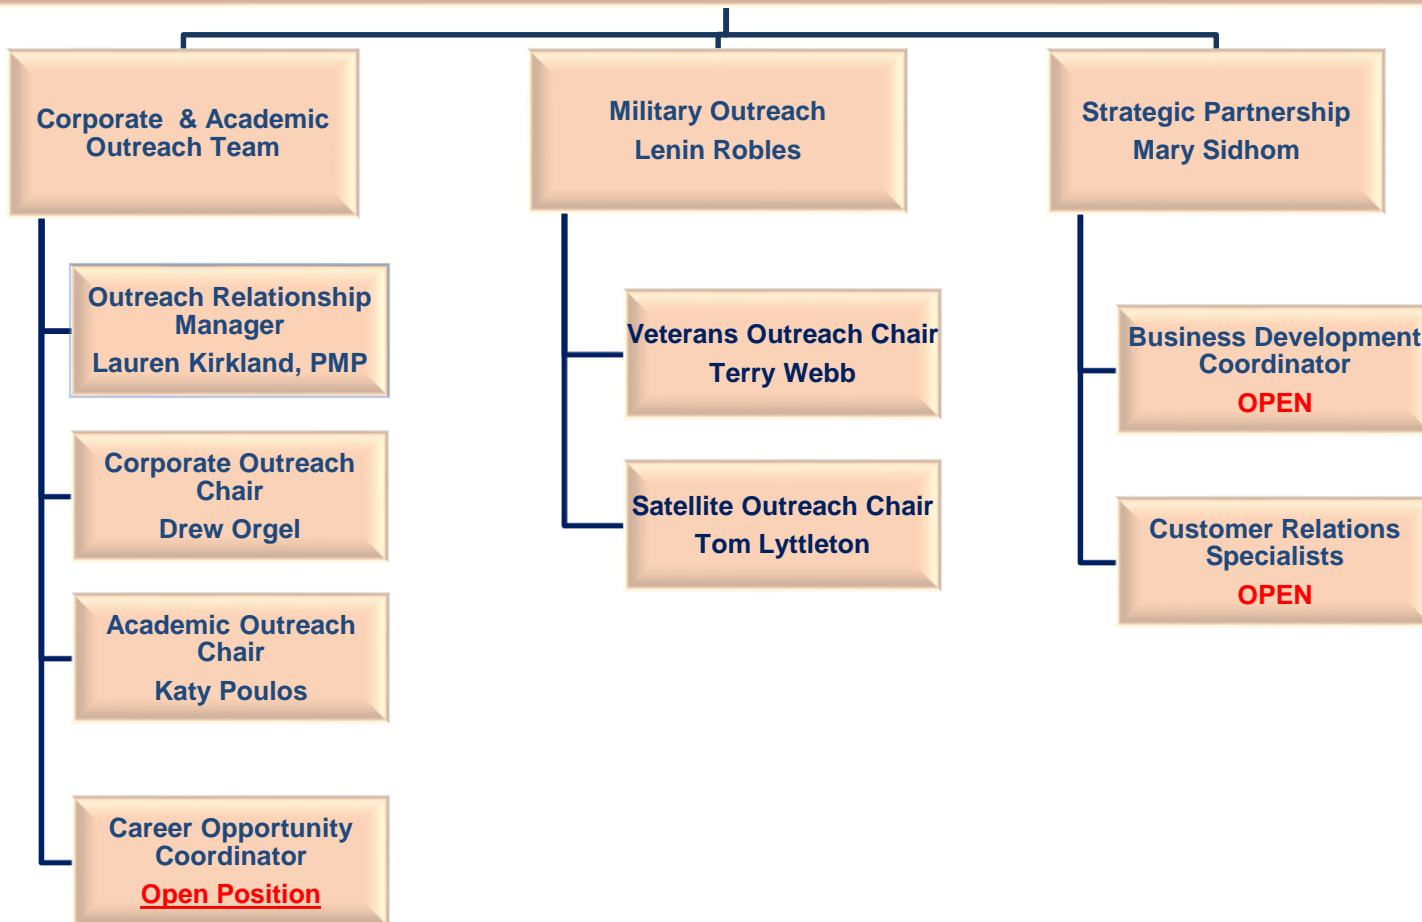 Corporate & Academic
Outreach Team
Outreach Relationship
Manager
Lauren Kirkland, PMP
Corporate Outreach
Chair
Drew Orgel
Academic Outreach
Chair
Katy Poulos
Career Opportunity
Coordinator
Open Position
Military Outreach
Lenin Robles
Veterans Outreach Chair
Terry Webb
Satellite Outreach Chair
Tom Lyttleton
Strategic Partnership
Mary Sidhom
Business Development
Coordinator
OPEN
Customer Relations
Specialists
OPEN